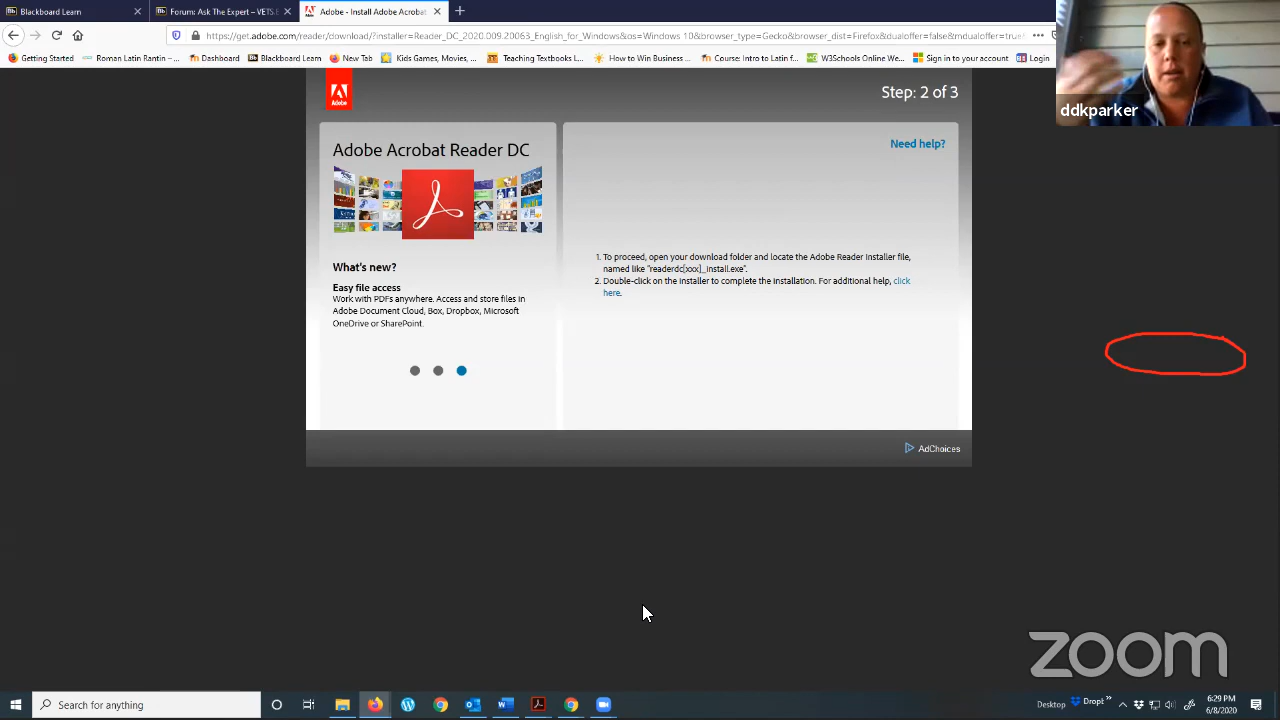 Blackboard Learn
Forum: Ask The Expert – VETS.E
Adobe - Install Adobe Acrobat
https://get.adobe.com/reader/download/?installer=Reader_DC_2020.009.20063_English_for_Windows&os=Windows 10&browser_type=Gecko&browser_dist=Firefox&dualoffer=false&mdualoffer=true
Getting Started
Roman Latin Rantin –
Dashboard
Blackboard Learn
New Tab
Kids Games, Movies, ...
Teaching Textbooks L...
How to Win Business ...
Course: Intro to Latin f...
W3Schools Online We...
Sign in to your account
Login
ddkparker
Adobe
Step: 2 of 3
Adobe Acrobat Reader DC
What's new?
Easy file access
Work with PDFs anywhere. Access and store files in
Adobe Document Cloud, Box, Dropbox, Microsoft
OneDrive or SharePoint.
Need help?
1. To proceed, open your download folder and locate the Adobe Reader Installer file,
named like "readerdc[xxx]_install.exe".
2. Double-click on the installer to complete the installation. For additional help, click
here.
AdChoices
zoom
Search for anything
Desktop
Dropb
6:29 PM
6/8/2020